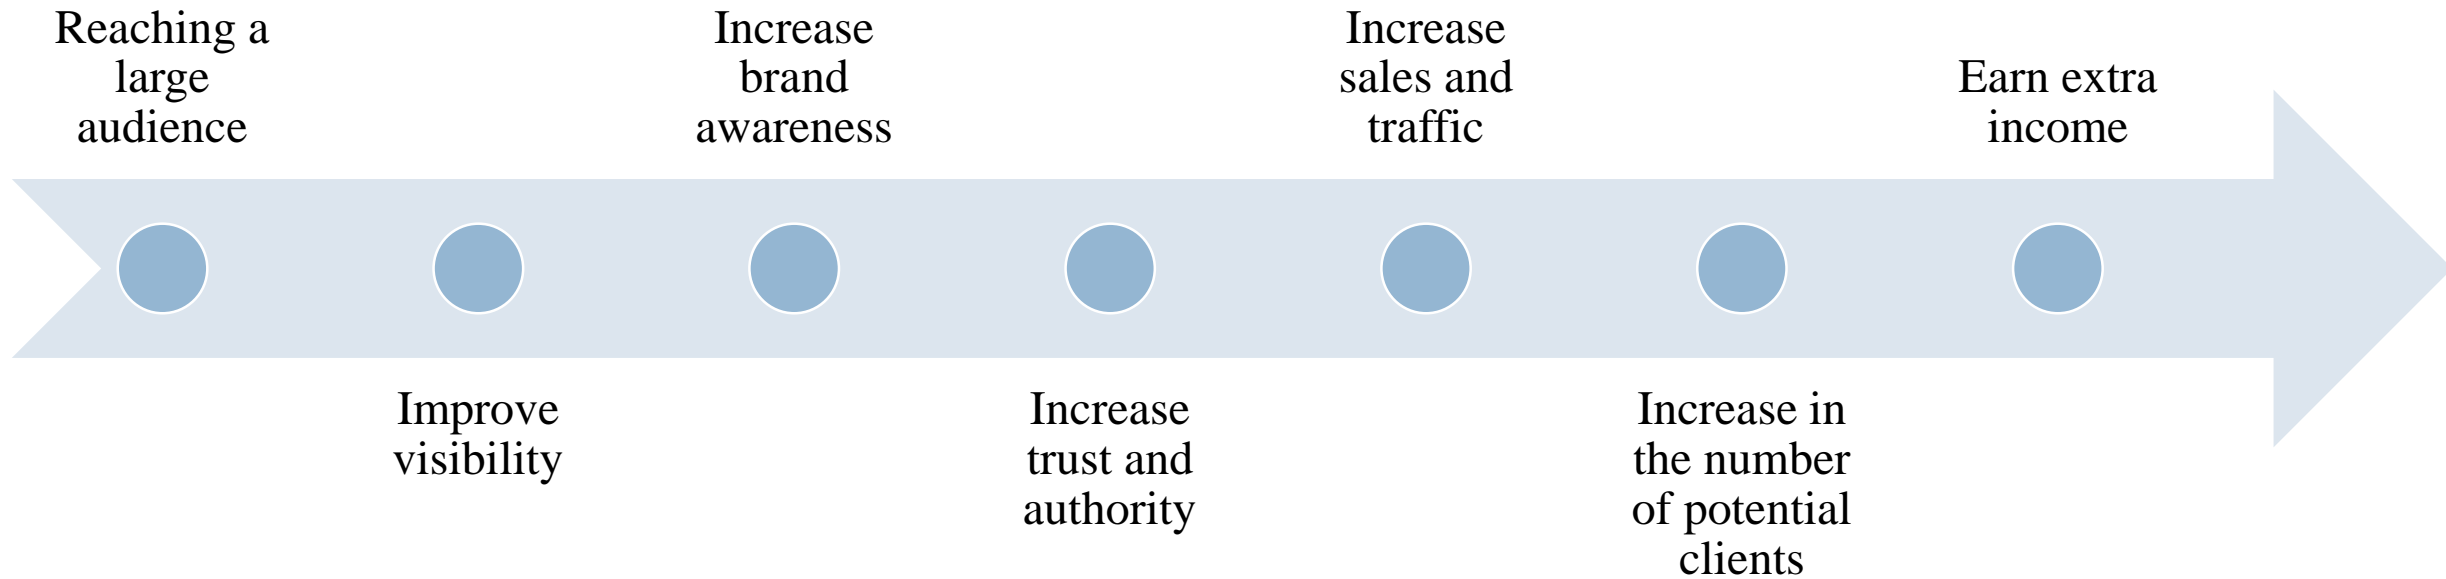 Reaching a
large
audience
Improve
visibility
Increase
brand
awareness
Increase
trust and
authority
Increase
sales and
traffic
Increase in
the number
of potential
clients
Earn extra
income